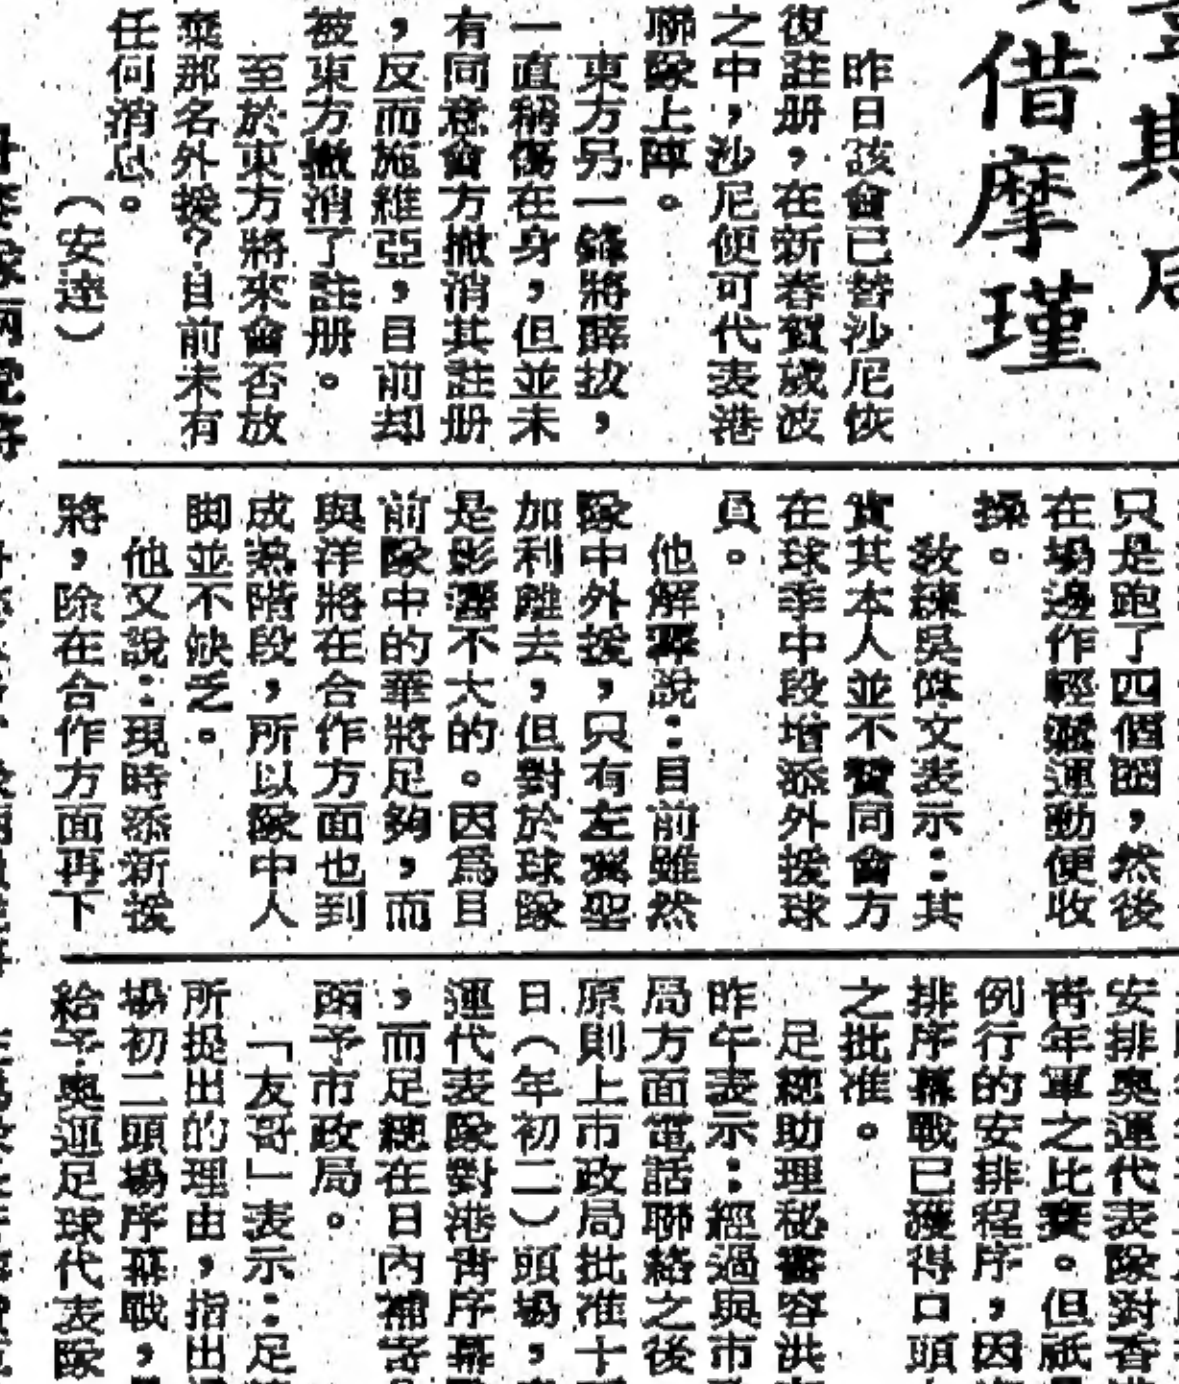 借摩瑾
昨日該會已替沙尼恢
復註册，在新春賀歲波
之中，沙尼便可代表港
聯隊上陣。
東方另一鋒將薛拔，
一直稱傷在身，但並未
有同意會方撤消其註册
，反而施維亞，目前却
被東方撤消了註册。
至於東方將來會否放
棄那名外援？目前未有
任何消息。
（安達）
只是跑了四個圈，然後
在場邊作輕鬆運動便收
操。
教練吳偉文表示：其
實其本人並不贊同會方
在球季中段增添外援球
員。
他解釋說：目前雖然
隊中外援，只有左翼聖
加利離去，但對於球隊
是影響不大的。因爲目
前隊中的華將足夠，而
與洋將在合作方面也到
成熟階段，所以隊中人
脚並不缺乏。
他又說：現時添新援
將，除在合作方面再下
安排奧運代表隊對香港
靑年軍之比賽。但祗是
例行的安排程序，因
排序幕戰已獲得口頭
之批准。
足總助理秘書容洪
昨午表示：經過與市
局方面電話聯絡之後
原則上市政局批准十
日（年初二）頭場，
運代表隊對港靑序幕
，而足總在日內補寄
函予市政局。
「友哥」表示：足
所提出的理由，指出
場初二頭場序幕戰，
給予奧運足球代表隊